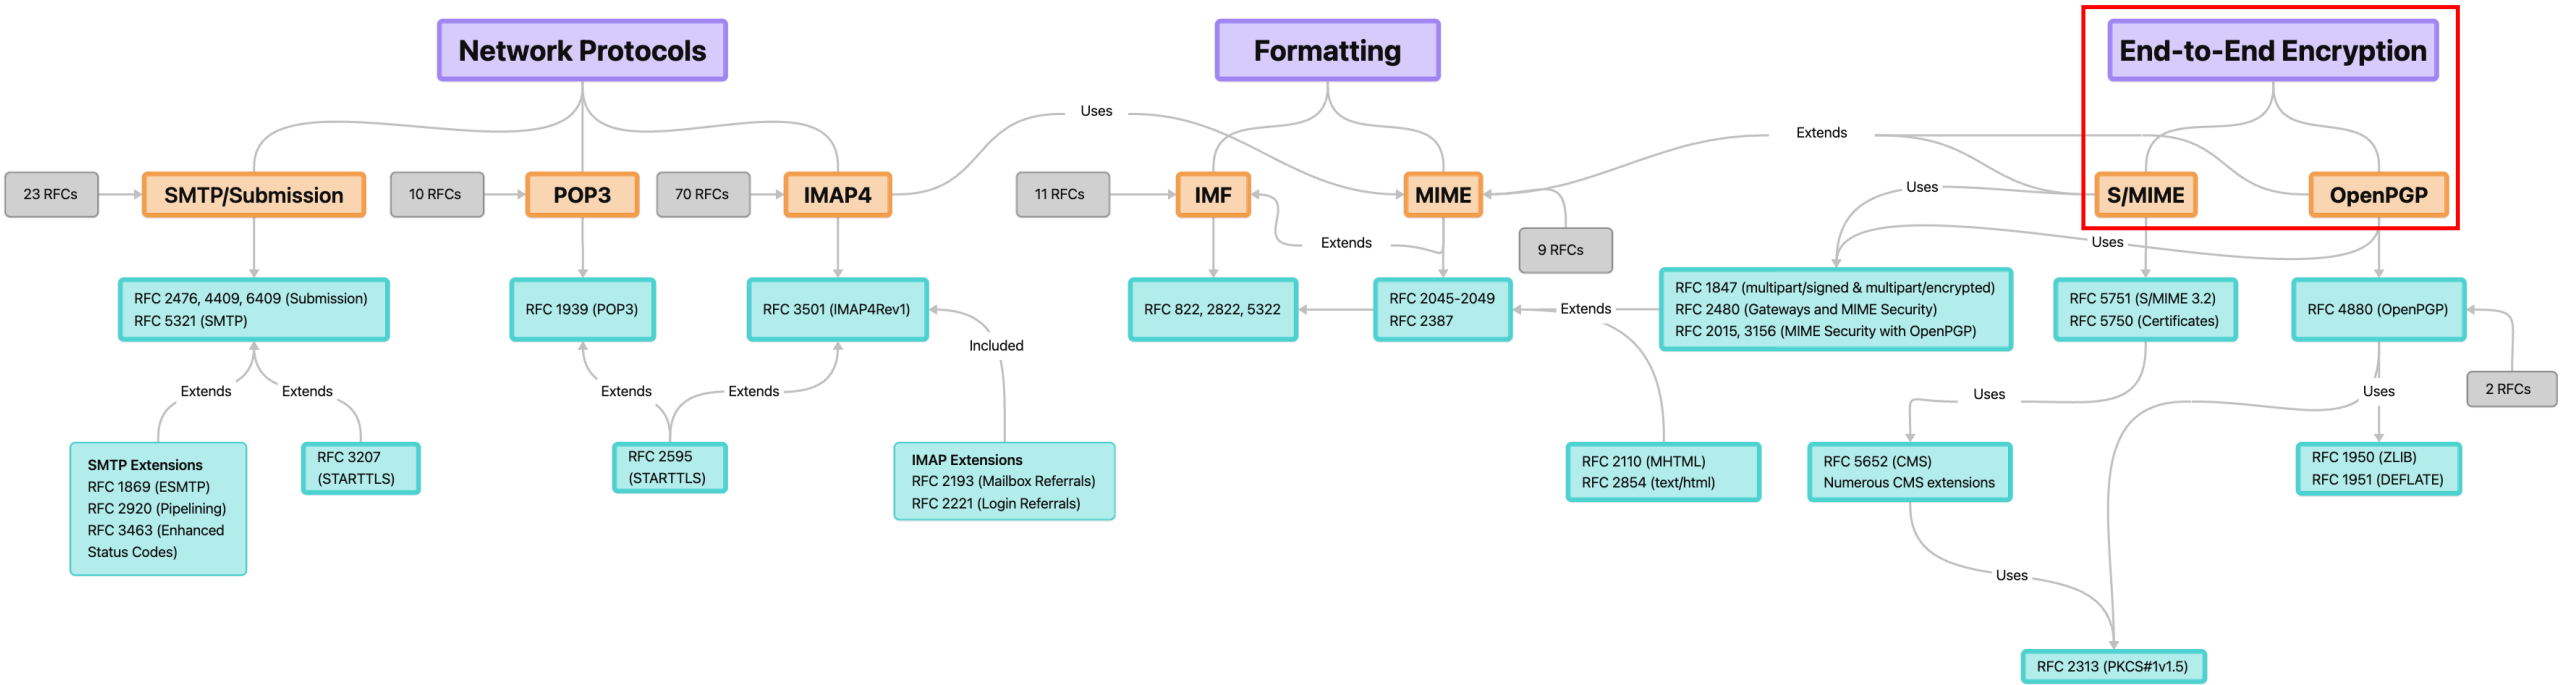 Network Protocols
Formatting
End-to-End Encryption
Uses
Extends
23 RFCs
SMTP/Submission
10 RFCs
POP3
70 RFCs
IMAP4
11 RFCs
IMF
MIME
Uses
S/MIME
OpenPGP
Extends
9 RFCs
Uses
RFC 2476, 4409, 6409 (Submission)
RFC 5321 (SMTP)
RFC 1939 (POP3)
RFC 3501 (IMAP4Rev1)
RFC 822, 2822, 5322
RFC 2045-2049
RFC 2387
Extends
RFC 1847 (multipart/signed & multipart/encrypted)
RFC 2480 (Gateways and MIME Security)
RFC 2015, 3156 (MIME Security with OpenPGP)
RFC 5751 (S/MIME 3.2)
RFC 5750 (Certificates)
RFC 4880 (OpenPGP)
Included
Extends
Extends
Extends
Extends
Uses
Uses
2 RFCs
SMTP Extensions
RFC 1869 (ESMTP)
RFC 2920 (Pipelining)
RFC 3463 (Enhanced
Status Codes)
RFC 3207
(STARTTLS)
RFC 2595
(STARTTLS)
IMAP Extensions
RFC 2193 (Mailbox Referrals)
RFC 2221 (Login Referrals)
RFC 2110 (MHTML)
RFC 2854 (text/html)
RFC 5652 (CMS)
Numerous CMS extensions
RFC 1950 (ZLIB)
RFC 1951 (DEFLATE)
Uses
RFC 2313 (PKCS#1v1.5)